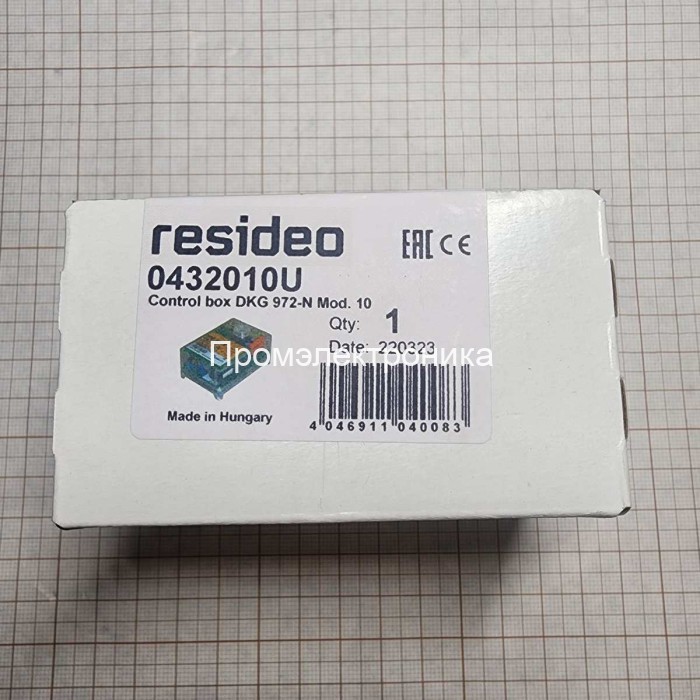 resideo
EAC CE
0432010U
Control box DKG 972-N Mod. 10
Qty: 1
Date: 220323
Промэлектроника
Made in Hungary
4 046911 040083